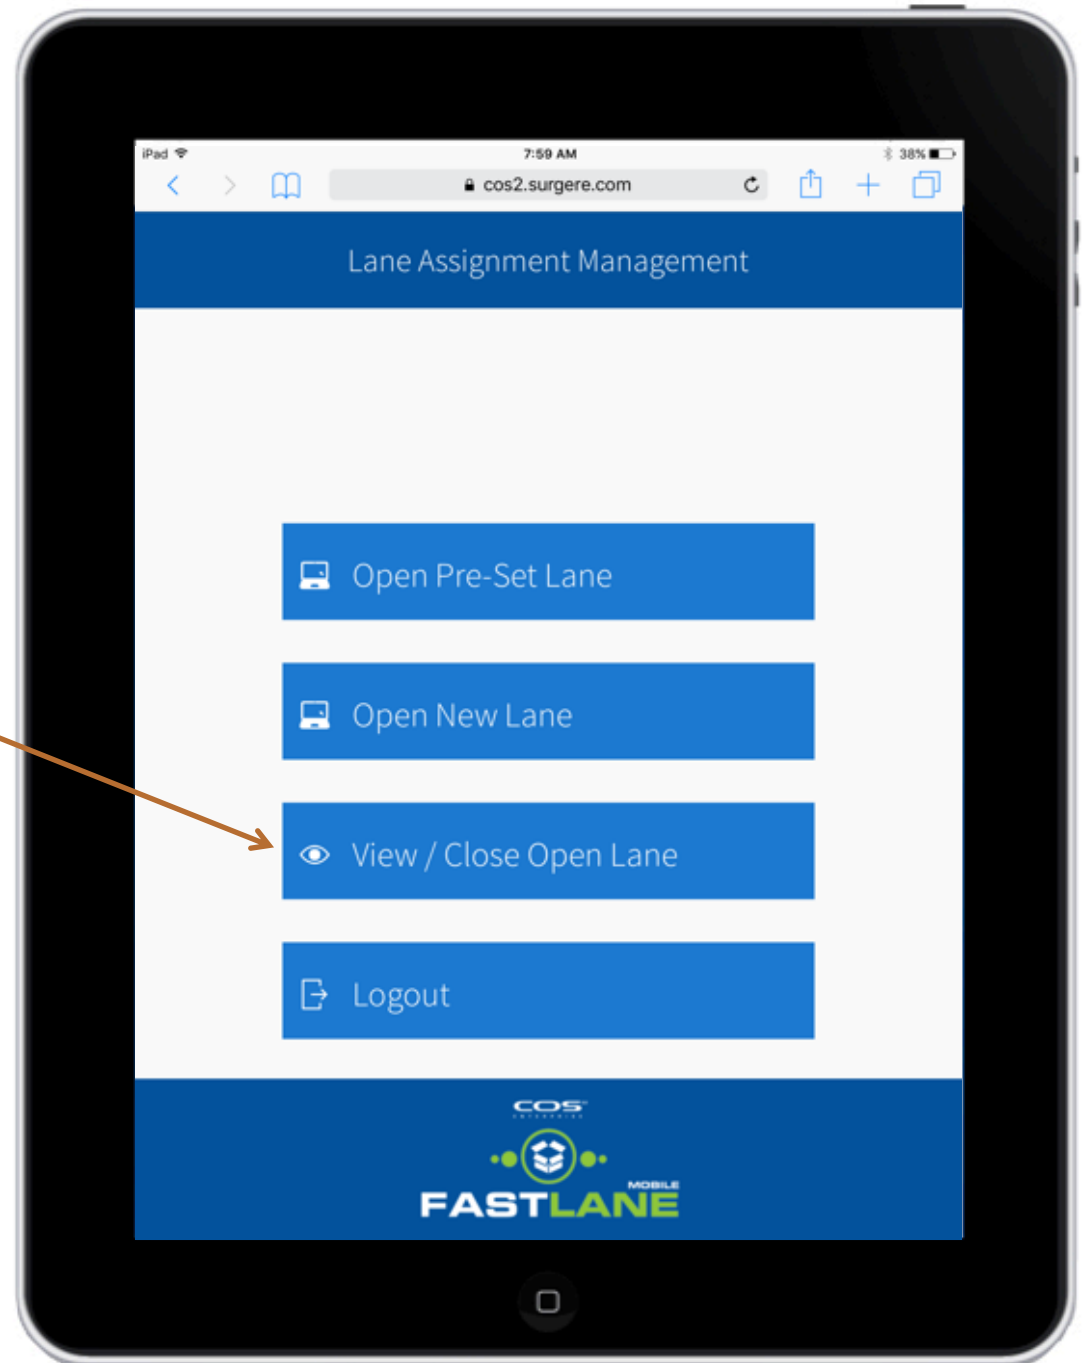 iPad 7:59 AM 38%
cos2.surgere.com
Lane Assignment Management
Open Pre-Set Lane
Open New Lane
View / Close Open Lane
Logout
COS
ENTERPRISE
MOBILE
FASTLANE